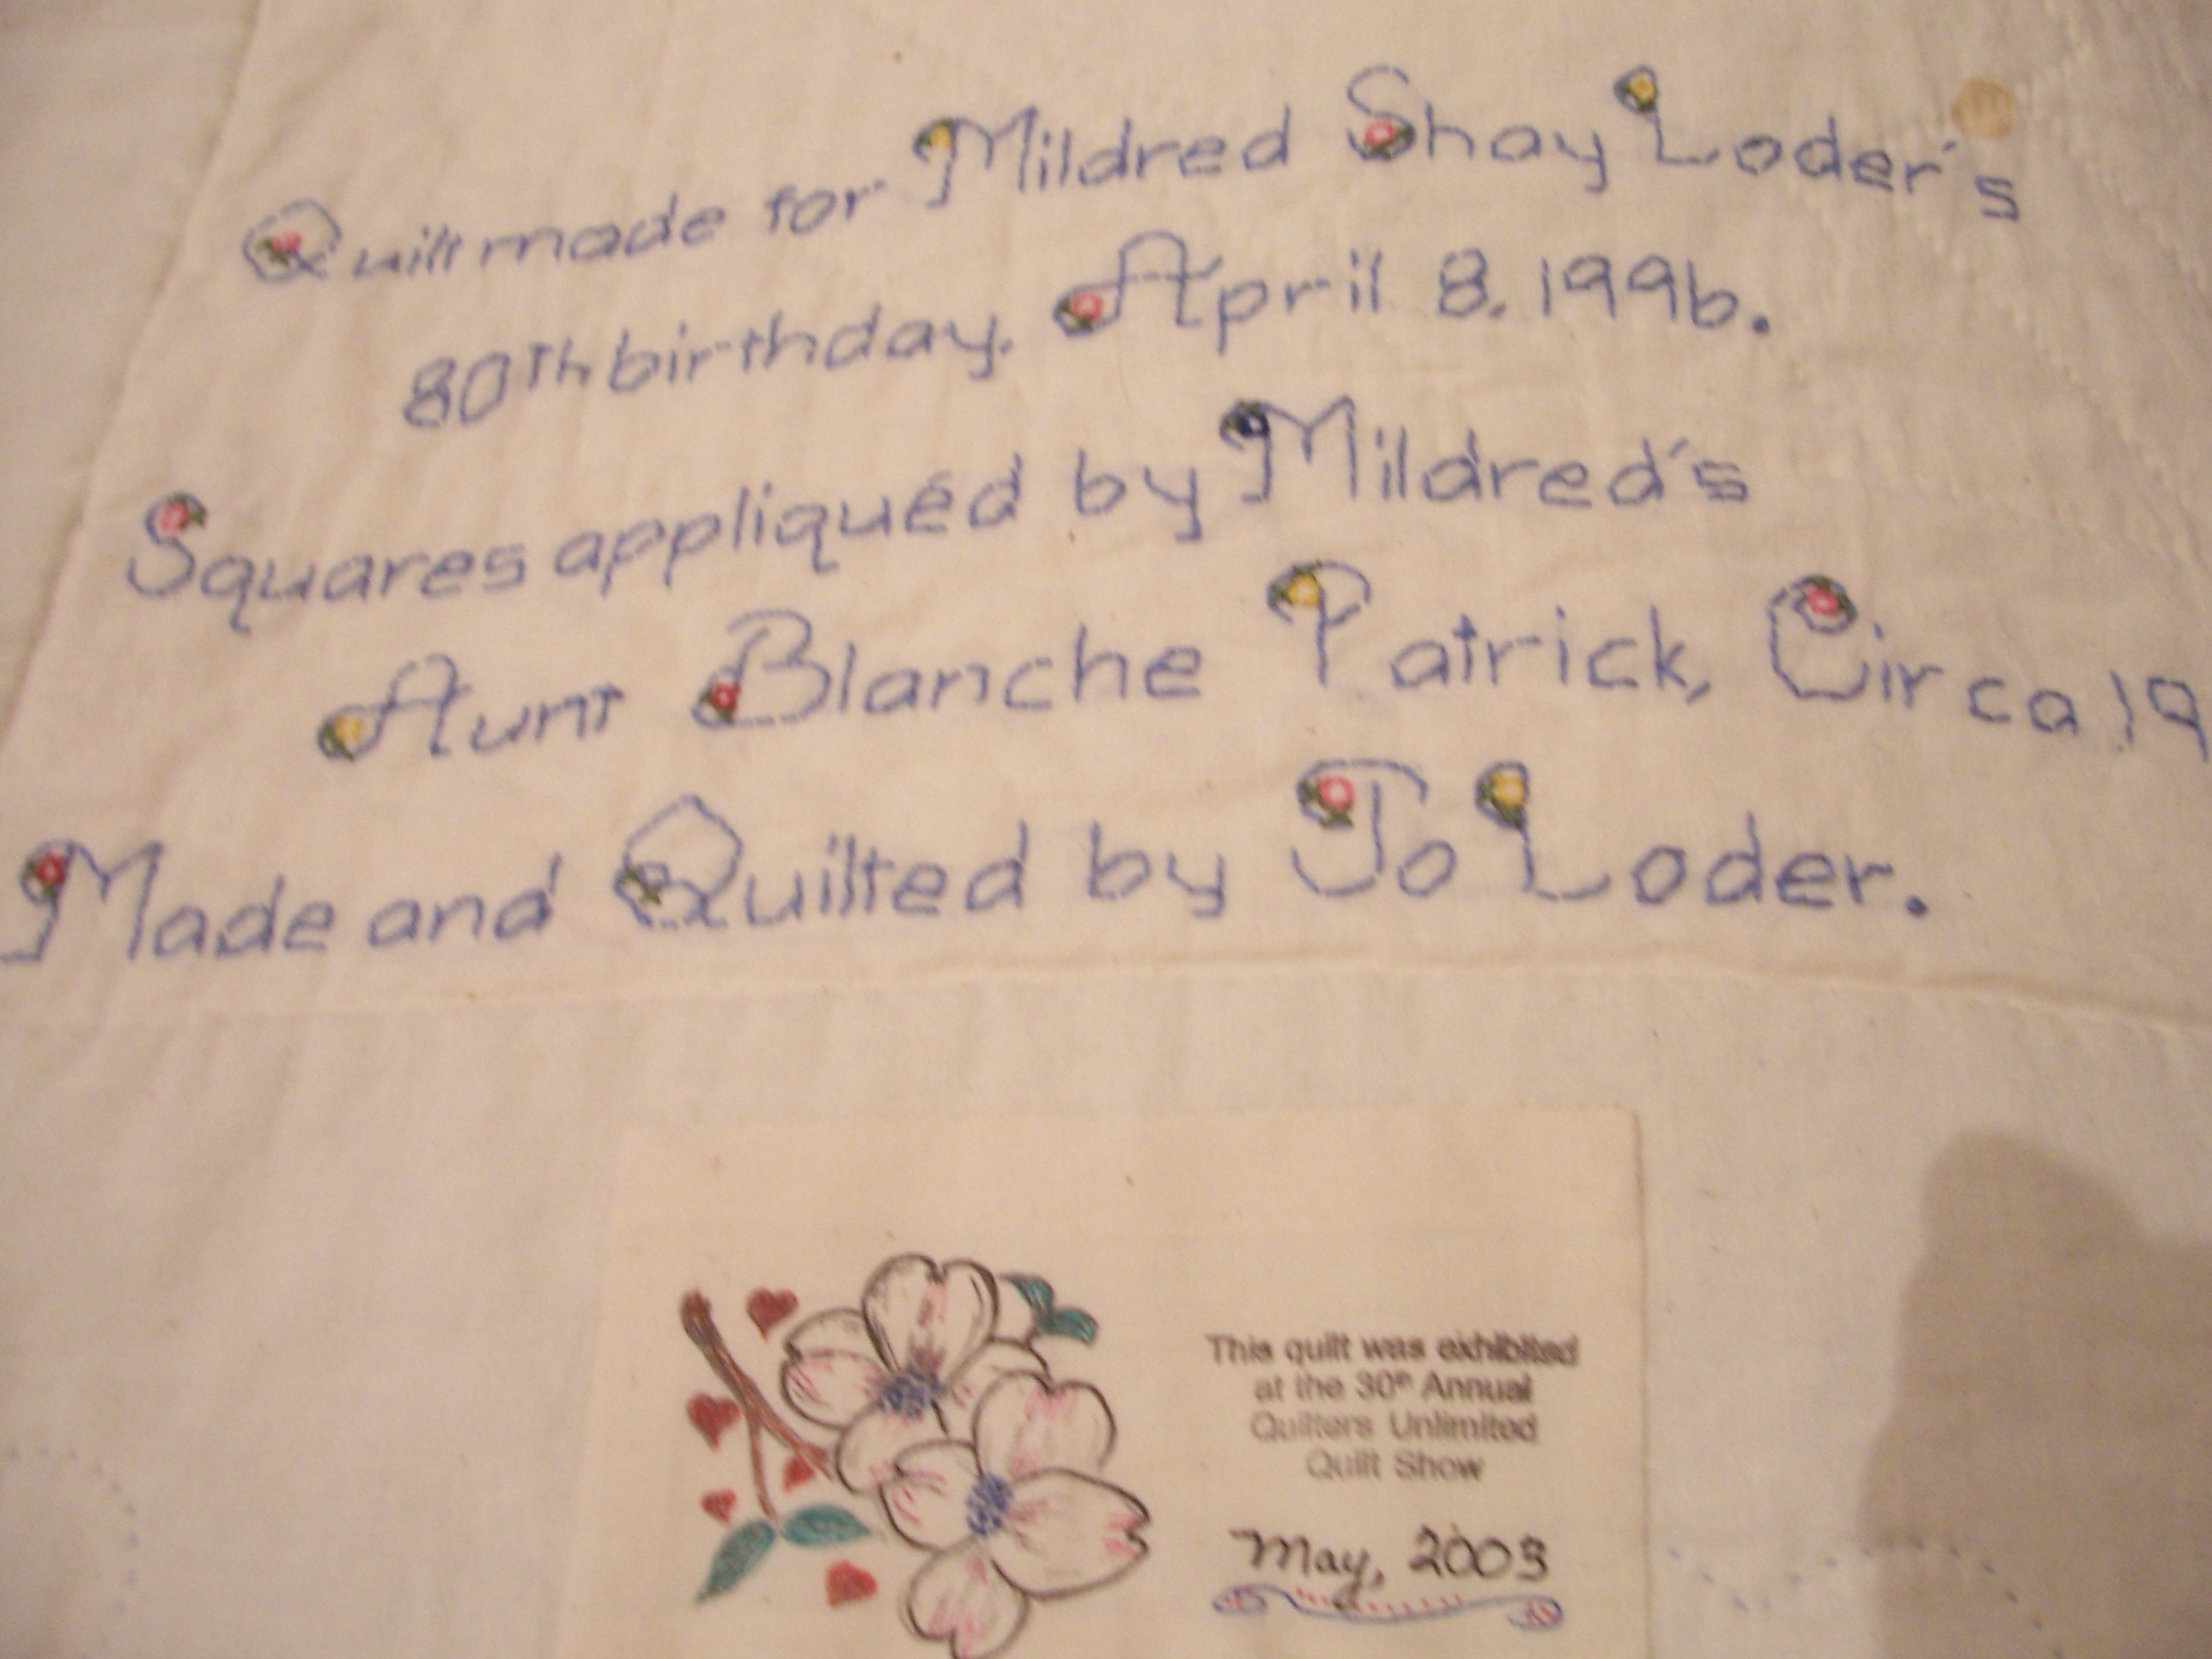 Quilt made for Mildred Shay Loder's
80Th birthday. April 8. 1996.
Squares appliquéd by Mildred's
Aunt Blanche Patrick, Circa 19
Made and Quilted by Jo Loder.
This quilt was exhibited
at the 30th Annual
Quilters Unlimited
Quilt Show
May, 2003